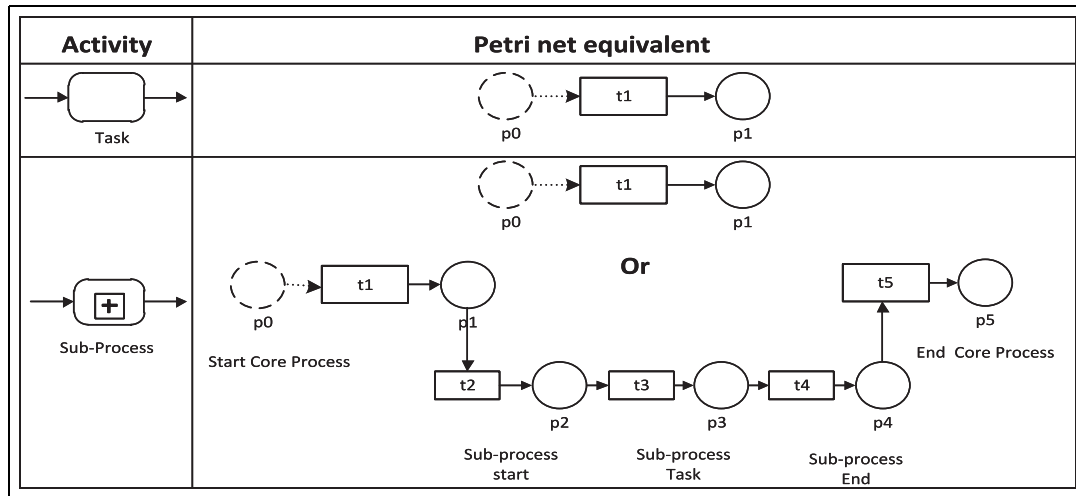 Activity
Petri net equivalent
t1
Task
p0
p1
t1
p0
p1
Or
t1
t5
p0
p1
p5
Sub-Process
Start Core Process
End Core Process
t2
t3
t4
p2
p3
p4
Sub-process
start
Sub-process
Task
Sub-process
End